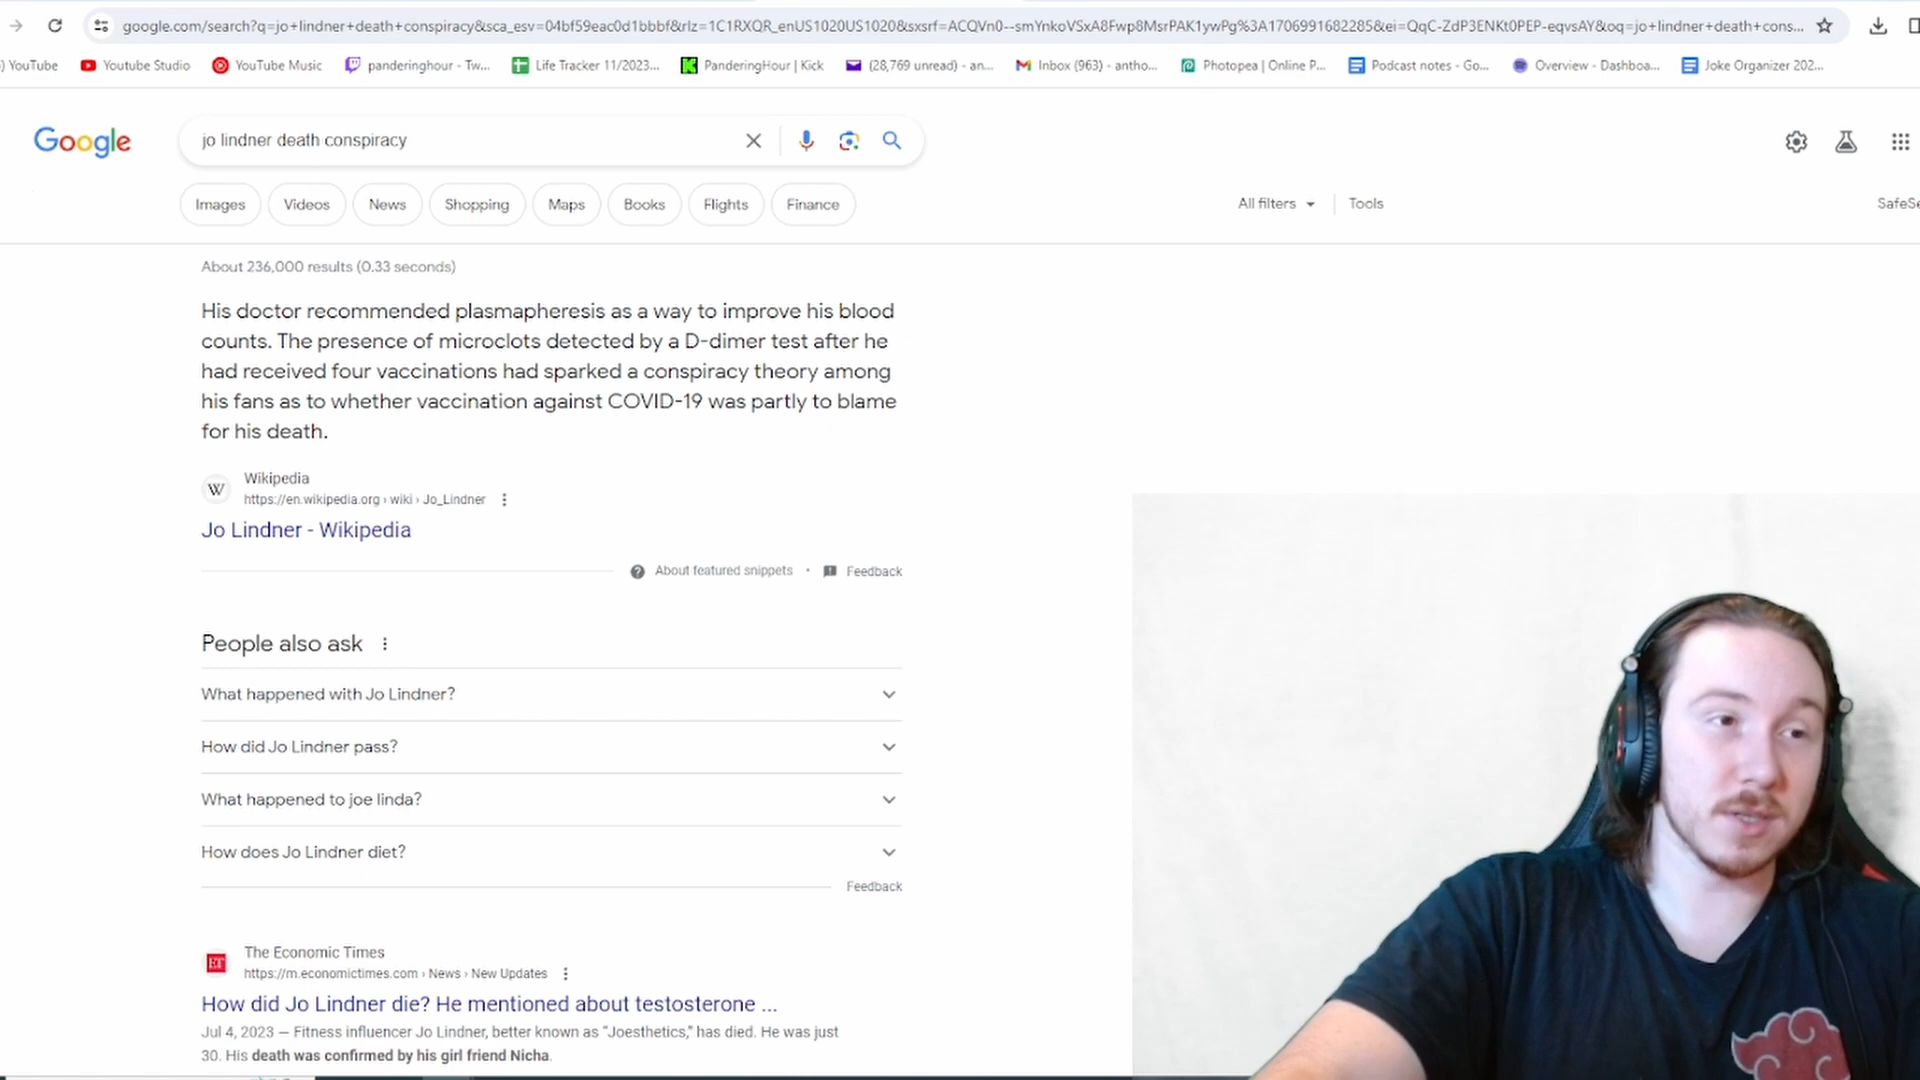 google.com/search?q=jo+lindner+death+conspiracy&sca_esv=04bf59eac0d1bbbf&rlz=1C1RXQR_enUS1020US1020&sxsrf=ACQVn0--smYnkoVSxA8Fwp8MsrPAK1ywPg%3A1706991682285&ei=QqC-ZdP3ENKt0PEP-eqvsAY&oq=jo+lindner+death+cons...
) YouTube Youtube Studio YouTube Music panderinghour - Tw... Life Tracker 11/2023... PanderingHour | Kick (28,769 unread) - an... Inbox (963) - antho... Photopea | Online P... Podcast notes - Go... Overview - Dashboa... Joke Organizer 202...
Google jo lindner death conspiracy
Images Videos News Shopping Maps Books Flights Finance All filters Tools SafeSe
About 236,000 results (0.33 seconds)
His doctor recommended plasmapheresis as a way to improve his blood
counts. The presence of microclots detected by a D-dimer test after he
had received four vaccinations had sparked a conspiracy theory among
his fans as to whether vaccination against COVID-19 was partly to blame
for his death.
W Wikipedia
https://en.wikipedia.org › wiki › Jo_Lindner
Jo Lindner - Wikipedia
About featured snippets • Feedback
People also ask
What happened with Jo Lindner?
How did Jo Lindner pass?
What happened to joe linda?
How does Jo Lindner diet?
Feedback
ET The Economic Times
https://m.economictimes.com › News › New Updates
How did Jo Lindner die? He mentioned about testosterone ...
Jul 4, 2023 — Fitness influencer Jo Lindner, better known as “Joesthetics,” has died. He was just
30. His death was confirmed by his girl friend Nicha.